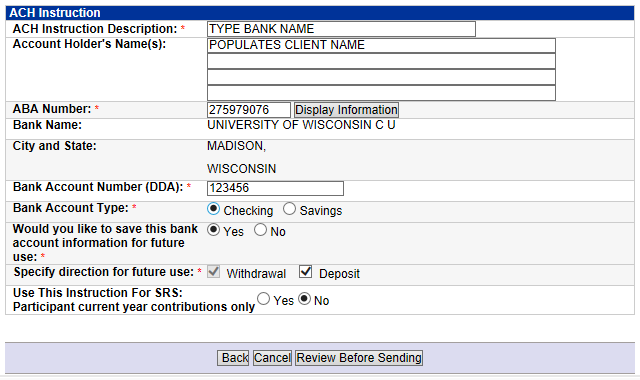 ACH Instruction
ACH Instruction Description: * TYPE BANK NAME
Account Holder's Name(s): POPULATES CLIENT NAME
ABA Number: * 275979076 Display Information
Bank Name: UNIVERSITY OF WISCONSIN C U
City and State: MADISON,
WISCONSIN
Bank Account Number (DDA): * 123456
Bank Account Type: * Checking Savings
Would you like to save this bank Yes No
account information for future
use: *
Specify direction for future use: * Withdrawal Deposit
Use This Instruction For SRS: Yes No
Participant current year contributions only
Back Cancel Review Before Sending